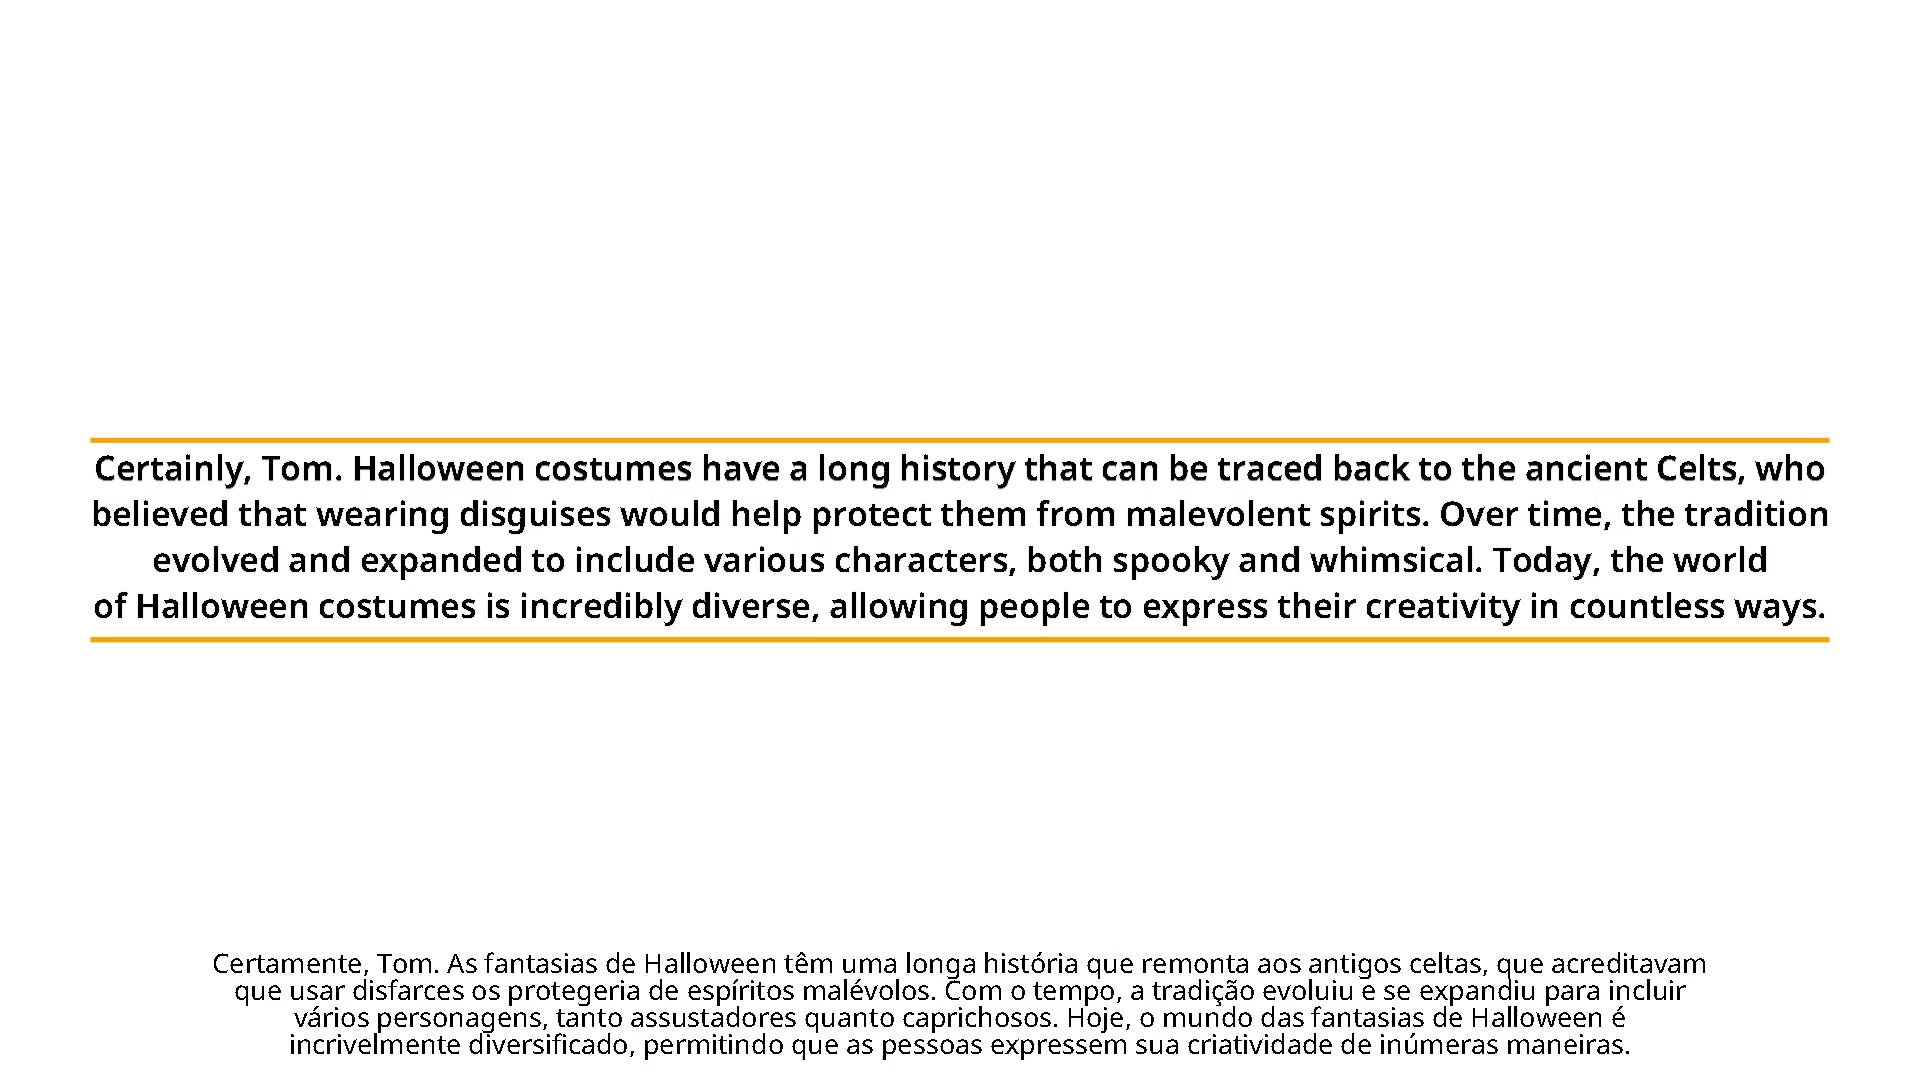 Certainly, Tom. Halloween costumes have a long history that can be traced back to the ancient Celts, who
believed that wearing disguises would help protect them from malevolent spirits. Over time, the tradition
evolved and expanded to include various characters, both spooky and whimsical. Today, the world
of Halloween costumes is incredibly diverse, allowing people to express their creativity in countless ways.
Certamente, Tom. As fantasias de Halloween têm uma longa história que remonta aos antigos celtas, que acreditavam
que usar disfarces os protegeria de espíritos malévolos. Com o tempo, a tradição evoluiu e se expandiu para incluir
vários personagens, tanto assustadores quanto caprichosos. Hoje, o mundo das fantasias de Halloween é
incrivelmente diversificado, permitindo que as pessoas expressem sua criatividade de inúmeras maneiras.